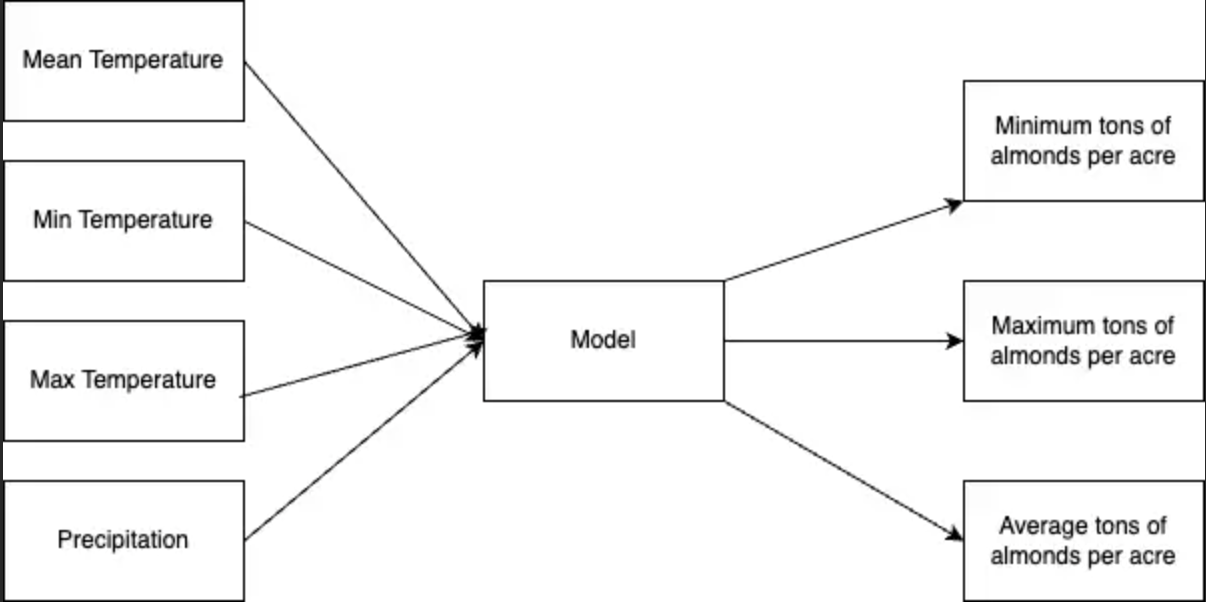 Mean Temperature
Min Temperature
Max Temperature
Precipitation
Model
Minimum tons of
almonds per acre
Maximum tons of
almonds per acre
Average tons of
almonds per acre